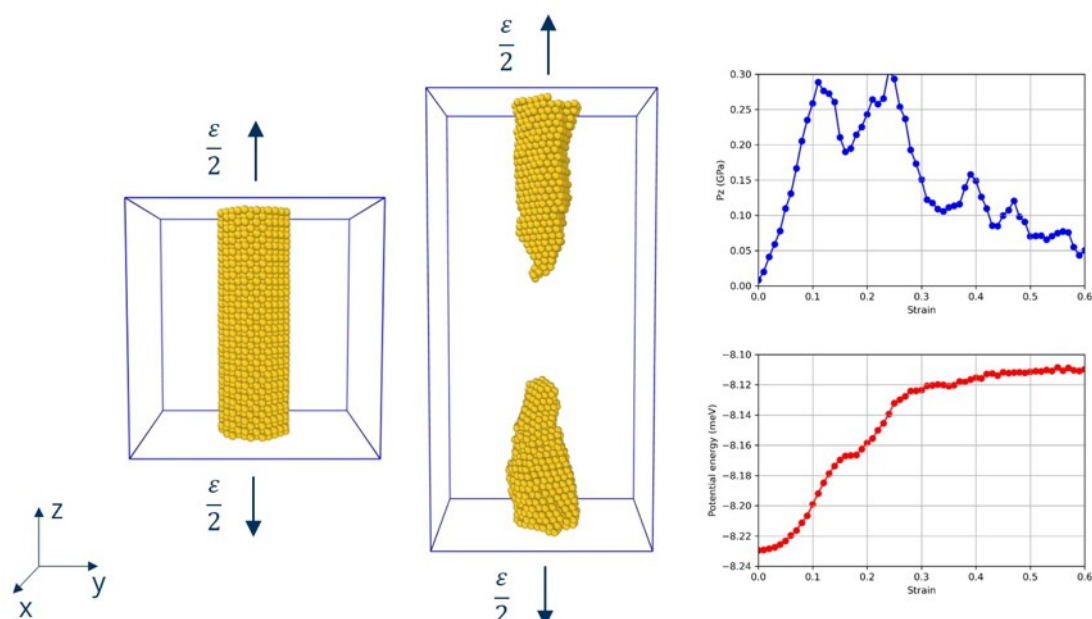 ε/2
ε/2
ε/2
ε/2
z
y
x
0.30
0.25
0.20
0.15
0.10
0.05
0.00
Pz (GPa)
0.0 0.1 0.2 0.3 0.4 0.5 0.6
Strain
−8.10
−8.12
−8.14
−8.16
−8.18
−8.20
−8.22
−8.24
Potential energy (meV)
0.0 0.1 0.2 0.3 0.4 0.5 0.6
Strain